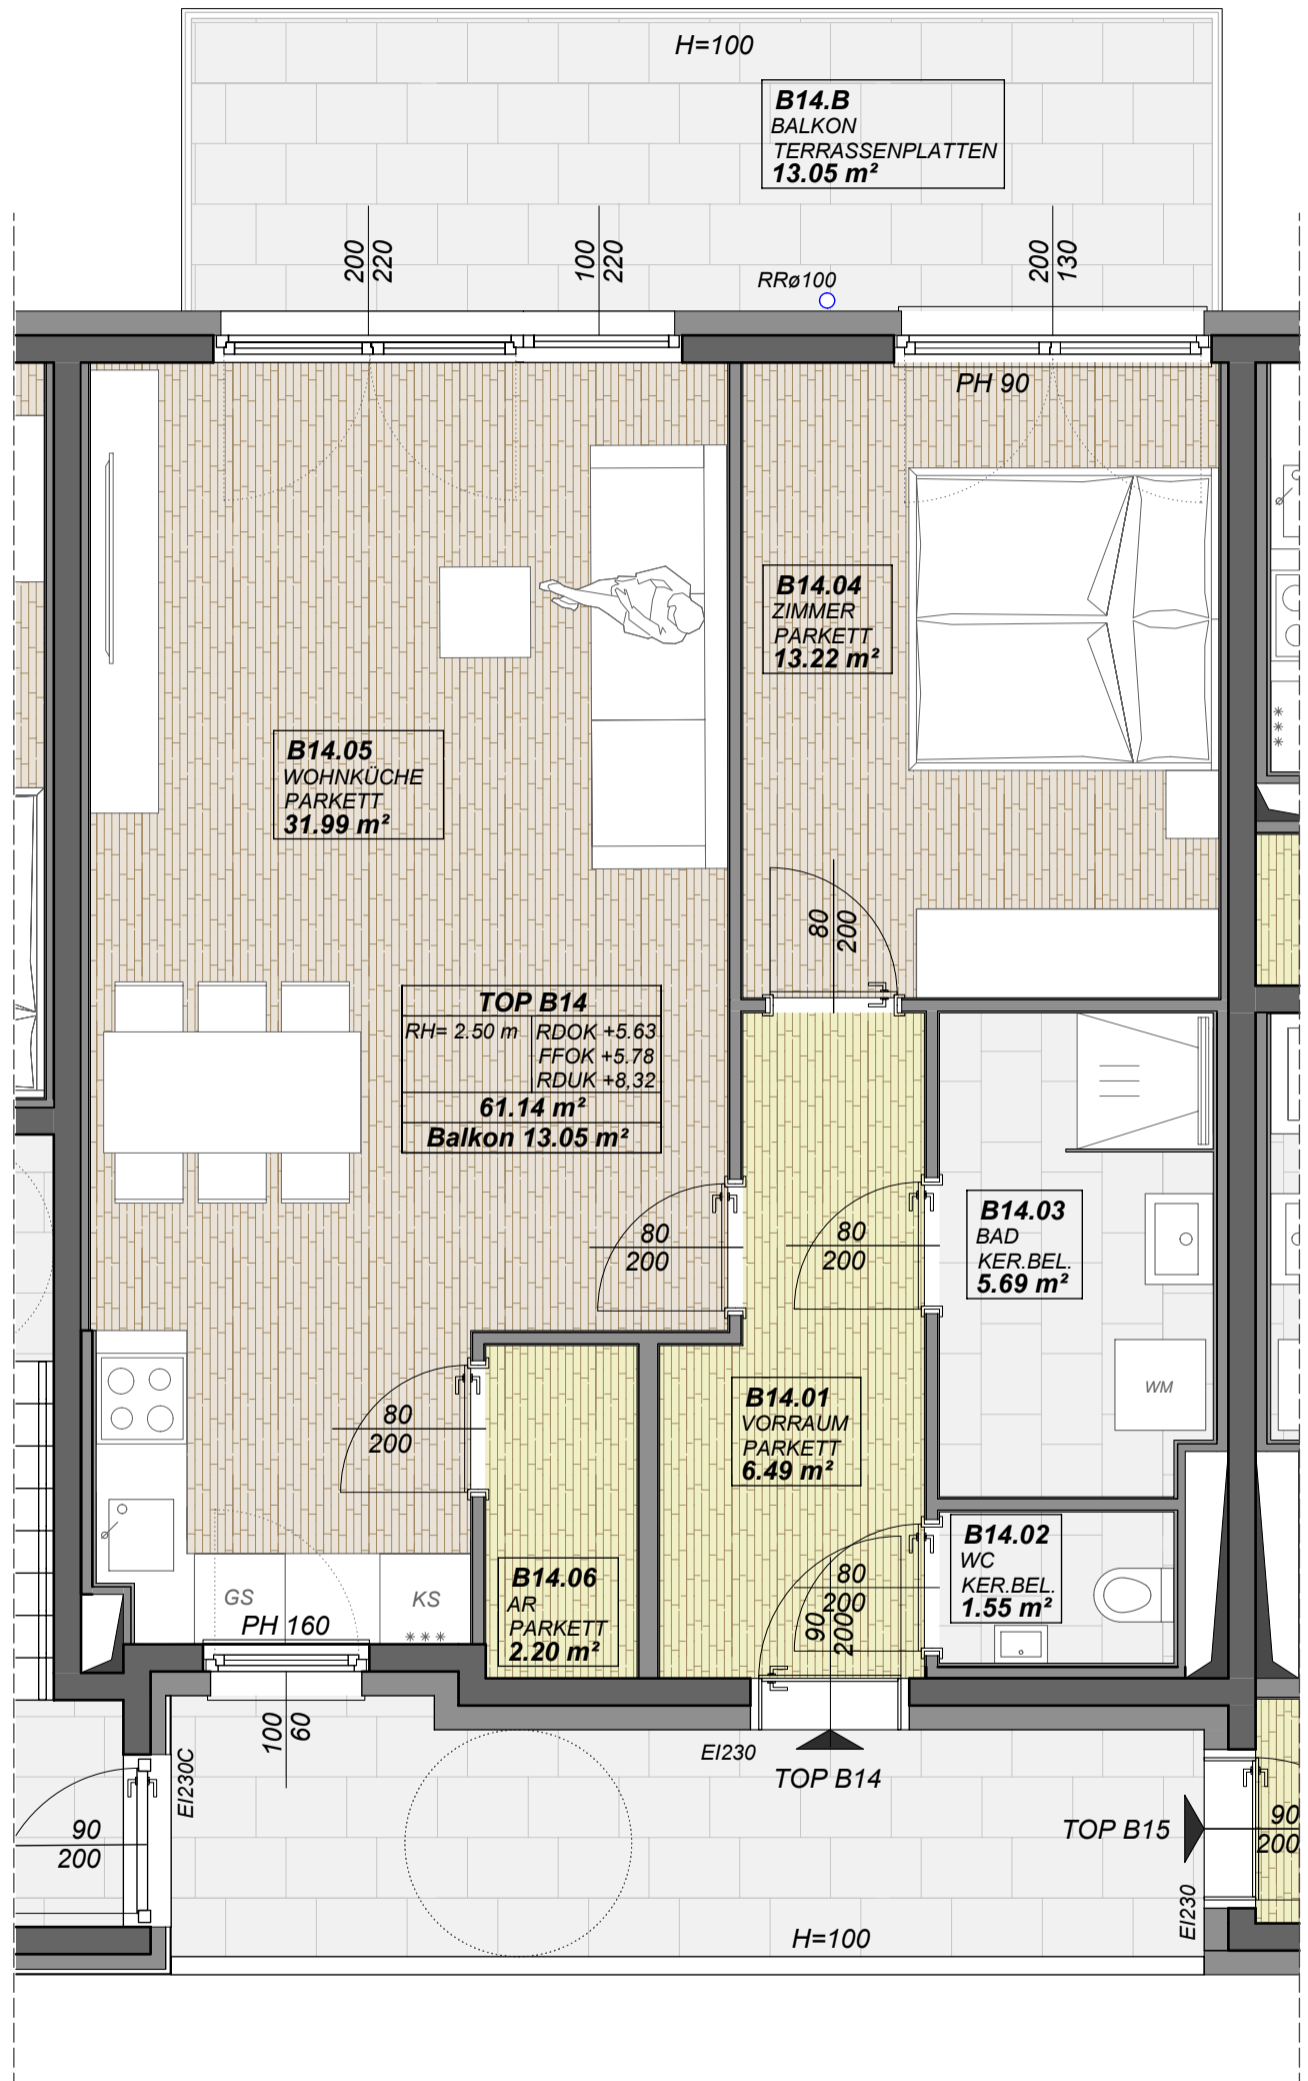 H=100
B14.B
BALKON
TERRASSENPLATTEN
13.05 m²
200
220
100
220
RRø100
200
130
PH 90
B14.04
ZIMMER
PARKETT
13.22 m²
B14.05
WOHNKÜCHE
PARKETT
31.99 m²
80
200
TOP B14
RH= 2.50 m
RDOK +5.63
FFOK +5.78
RDUK +8,32
61.14 m²
Balkon 13.05 m²
80
200
80
200
B14.03
BAD
KER.BEL.
5.69 m²
WM
80
200
B14.01
VORRAUM
PARKETT
6.49 m²
B14.02
WC
KER.BEL.
1.55 m²
80
200
90
200
B14.06
AR
PARKETT
2.20 m²
GS
KS
***
PH 160
100
60
EI230C
EI230
TOP B14
90
200
TOP B15
90
200
EI230
H=100
***